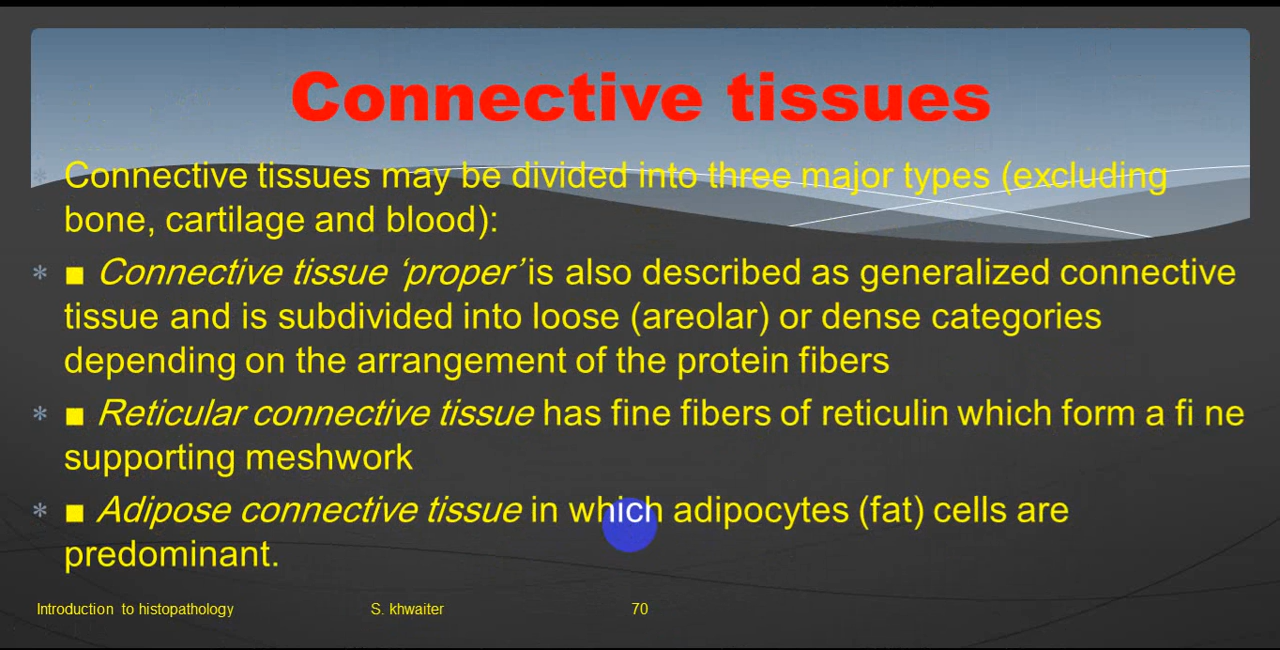 Connective tissues
* Connective tissues may be divided into three major types (excluding
bone, cartilage and blood):
* ■ Connective tissue ‘proper’ is also described as generalized connective
tissue and is subdivided into loose (areolar) or dense categories
depending on the arrangement of the protein fibers
* ■ Reticular connective tissue has fine fibers of reticulin which form a fi ne
supporting meshwork
* ■ Adipose connective tissue in which adipocytes (fat) cells are
predominant.
Introduction to histopathology S. khwaiter 70